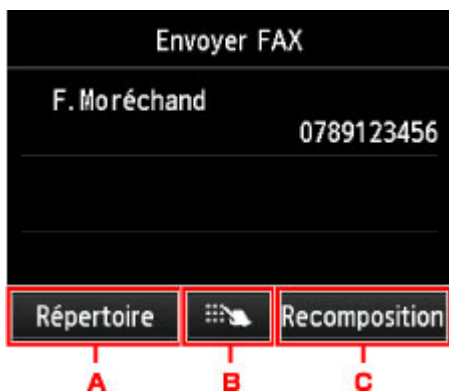 Envoyer FAX
F.Moréchand
0789123456
Répertoire
Recomposition
A
B
C